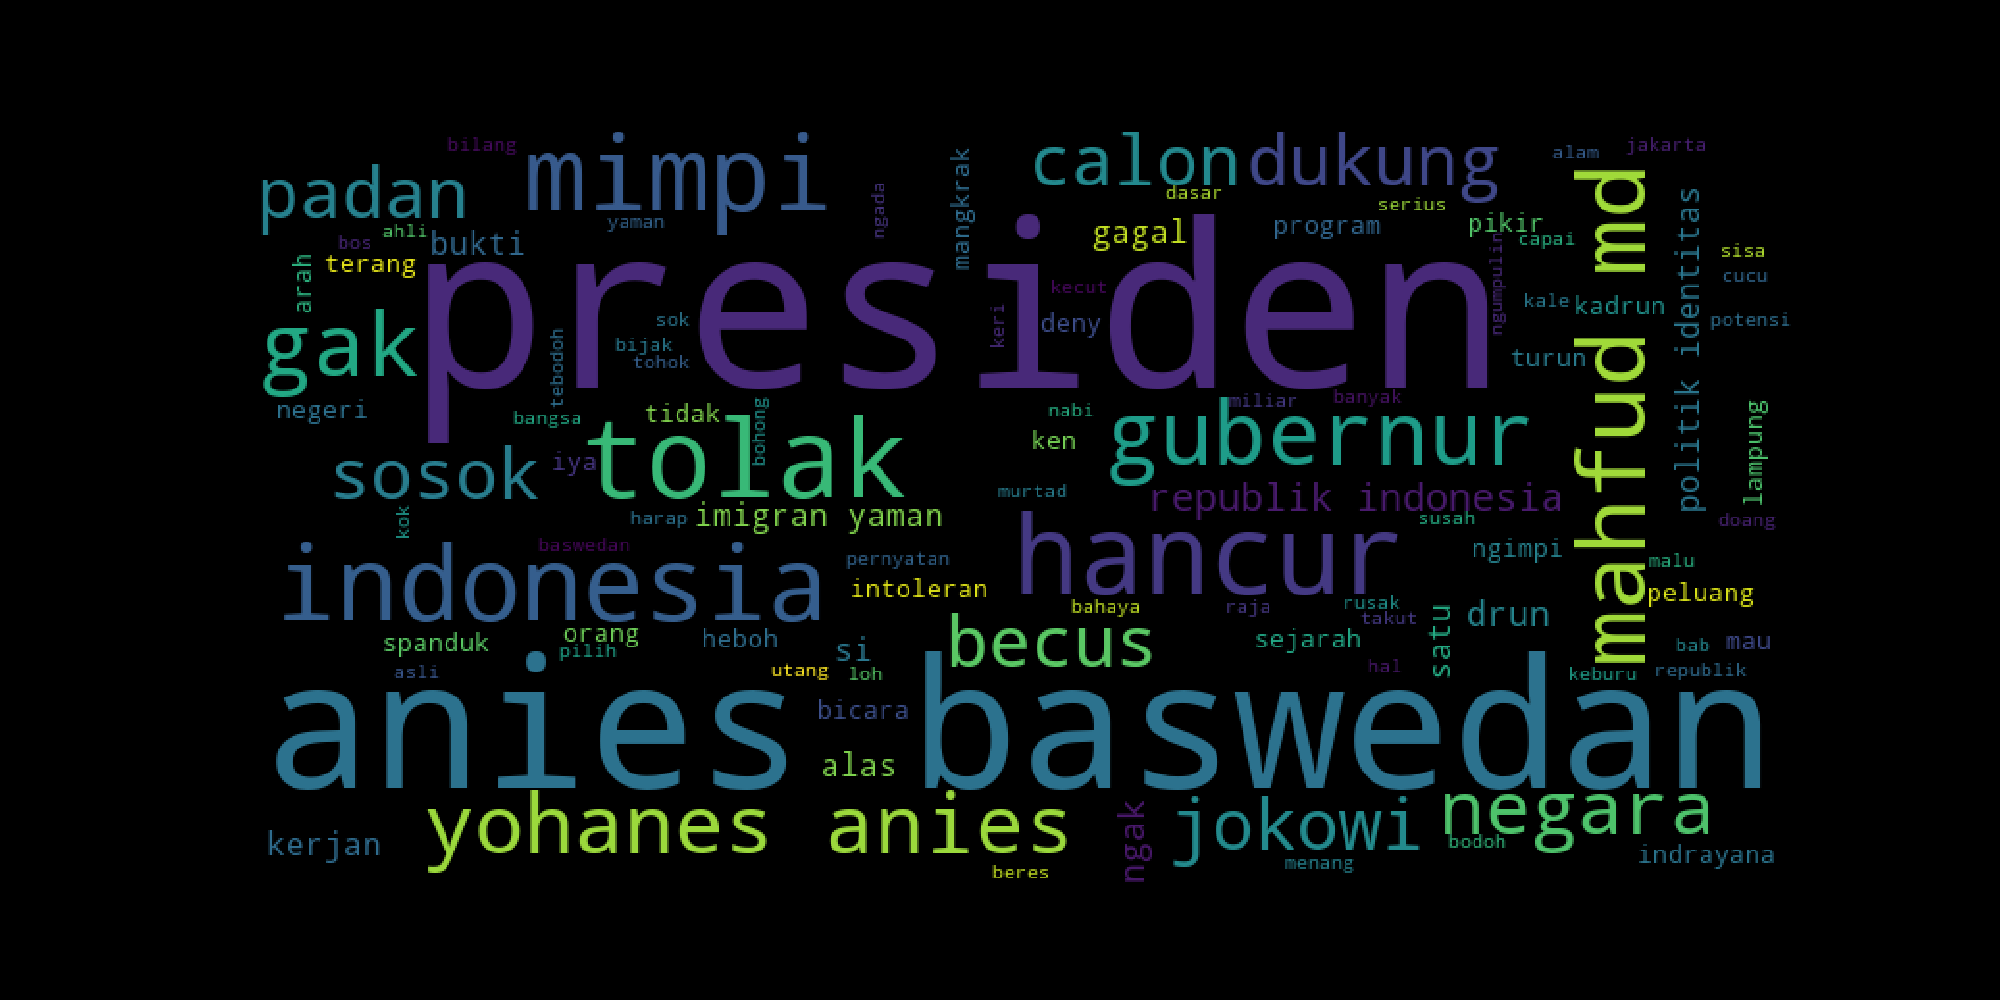 bilang
mimpi
mangkrak
calon
dukung
alam
jakarta
padan
yaman
ngada
dasar
serius
mahfud md
politik identitas
ahli
bos
bukti
terang
arah
gagal
program
pikir
capai
ngumpulin
sisa
cucu
presiden
kecut
keri
deny
kale
kadrun
potensi
gak
sok
bijak
tohok
tebodoh
turun
negeri
bangsa
tidak
bohong
nabi
ken
miliar
banyak
gubernur
lampung
sosok
iya
tolak
murtad
republik indonesia
kok
harap
imigran yaman
susah
doang
indonesia
baswedan
pernyatan
intoleran
hancur
ngimpi
malu
peluang
bahaya
raja
rusak
takut
satu
drun
spanduk
orang
pilih
heboh
si
becus
sejarah
bab
mau
asli
utang
loh
hal
keburu
republik
anies baswedan
bicara
alas
yohanes anies
ngak
jokowi
negara
bodoh
kerjan
beres
menang
indrayana